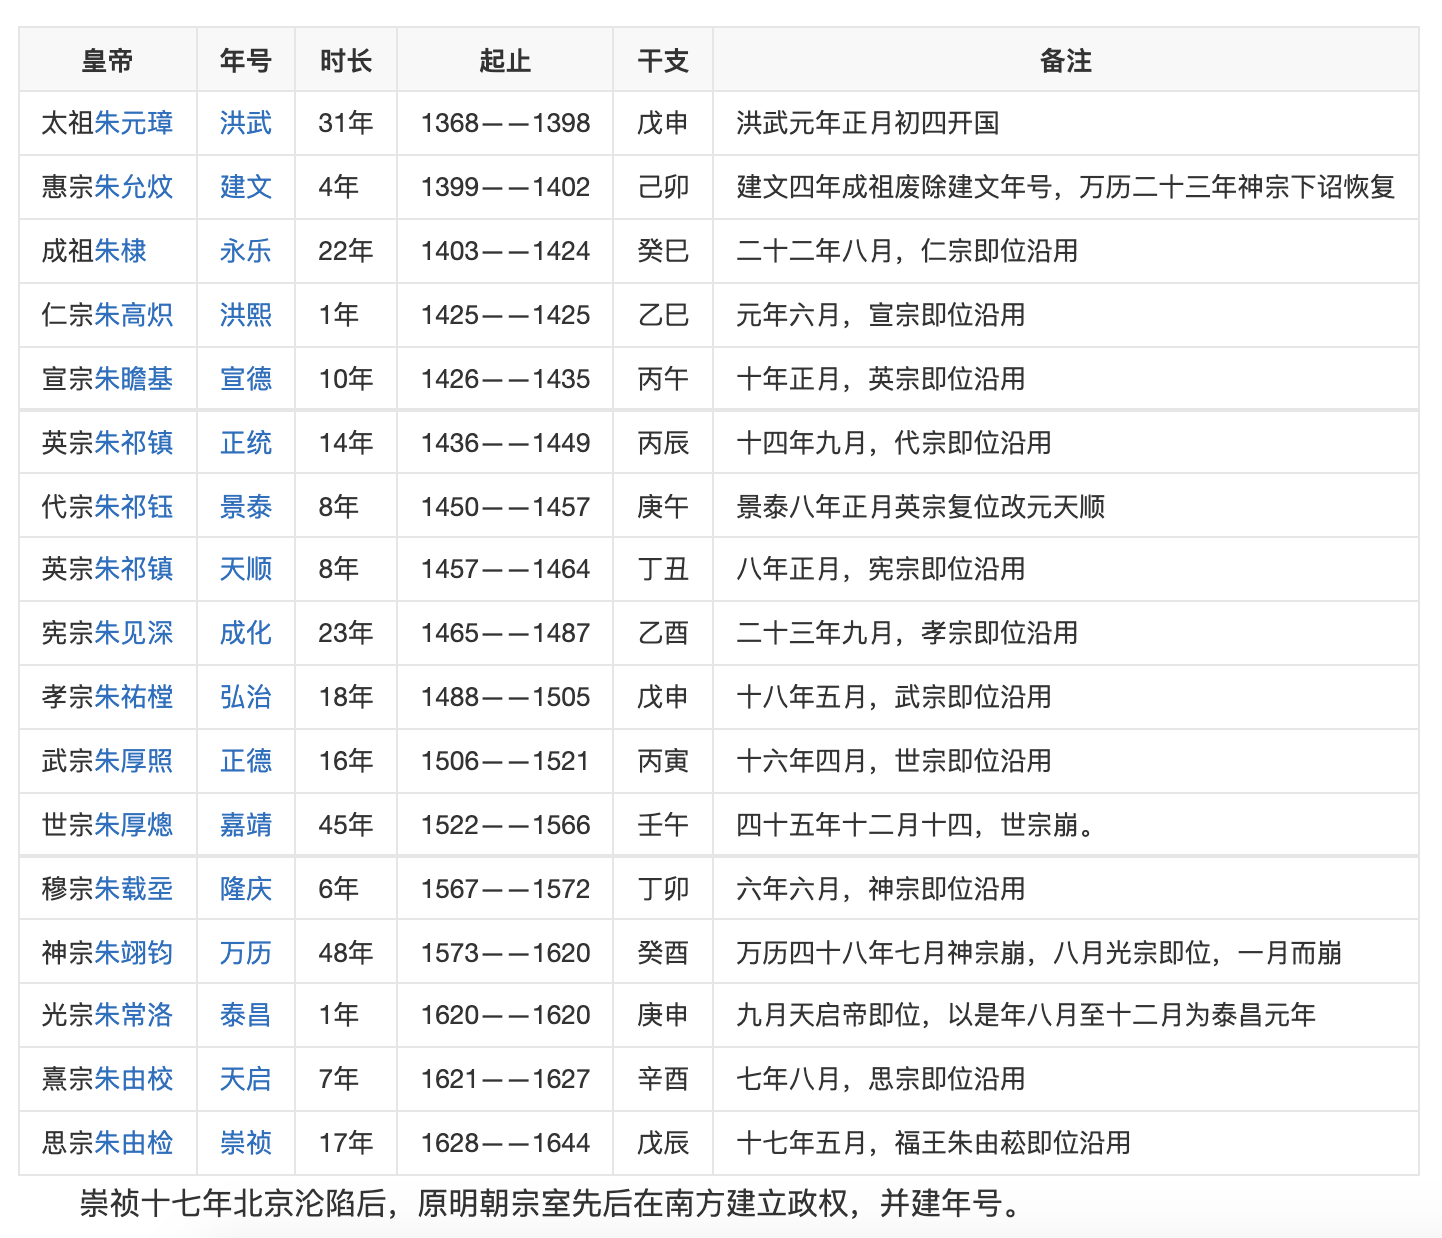 皇帝 年号 时长 起止 干支 备注
太祖朱元璋 洪武 31年 1368——1398 戊申 洪武元年正月初四开国
惠宗朱允炆 建文 4年 1399——1402 己卯 建文四年成祖废除建文年号，万历二十三年神宗下诏恢复
成祖朱棣 永乐 22年 1403——1424 癸巳 二十二年八月，仁宗即位沿用
仁宗朱高炽 洪熙 1年 1425——1425 乙巳 元年六月，宣宗即位沿用
宣宗朱瞻基 宣德 10年 1426——1435 丙午 十年正月，英宗即位沿用
英宗朱祁镇 正统 14年 1436——1449 丙辰 十四年九月，代宗即位沿用
代宗朱祁钰 景泰 8年 1450——1457 庚午 景泰八年正月英宗复位改元天顺
英宗朱祁镇 天顺 8年 1457——1464 丁丑 八年正月，宪宗即位沿用
宪宗朱见深 成化 23年 1465——1487 乙酉 二十三年九月，孝宗即位沿用
孝宗朱祐樘 弘治 18年 1488——1505 戊申 十八年五月，武宗即位沿用
武宗朱厚照 正德 16年 1506——1521 丙寅 十六年四月，世宗即位沿用
世宗朱厚熜 嘉靖 45年 1522——1566 壬午 四十五年十二月十四，世宗崩。
穆宗朱载坖 隆庆 6年 1567——1572 丁卯 六年六月，神宗即位沿用
神宗朱翊钧 万历 48年 1573——1620 癸酉 万历四十八年七月神宗崩，八月光宗即位，一月而崩
光宗朱常洛 泰昌 1年 1620——1620 庚申 九月天启帝即位，以是年八月至十二月为泰昌元年
熹宗朱由校 天启 7年 1621——1627 辛酉 七年八月，思宗即位沿用
思宗朱由检 崇祯 17年 1628——1644 戊辰 十七年五月，福王朱由菘即位沿用
崇祯十七年北京沦陷后，原明朝宗室先后在南方建立政权，并建年号。